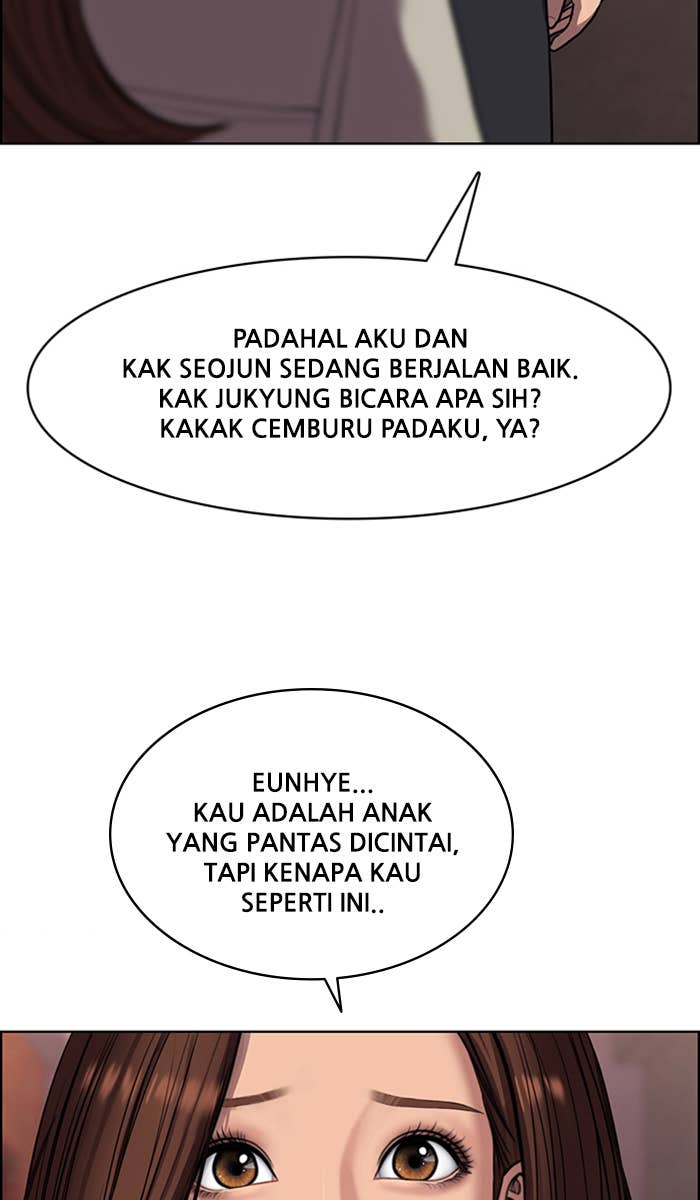 PADAHAL AKU DAN
KAK SEOJUN SEDANG BERJALAN BAIK.
KAK JUKYUNG BICARA APA SIH?
KAKAK CEMBURU PADAKU, YA?
EUNHYE...
KAU ADALAH ANAK
YANG PANTAS DICINTAI,
TAPI KENAPA KAU
SEPERTI INI..